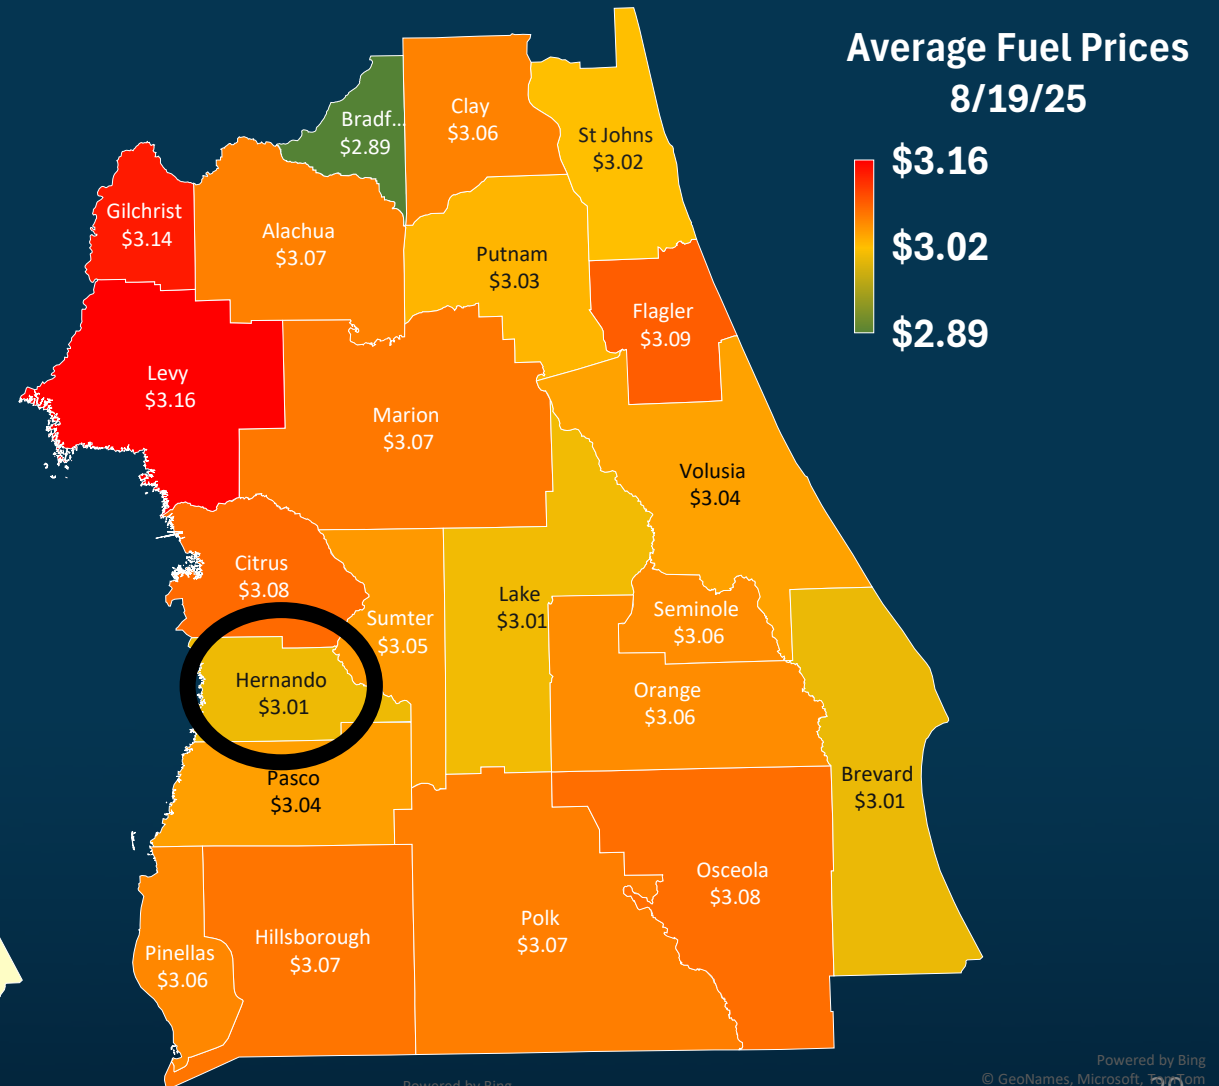 Average Fuel Prices
8/19/25
$3.16
$3.02
$2.89
Bradf...
$2.89
Clay
$3.06
St Johns
$3.02
Gilchrist
$3.14
Alachua
$3.07
Putnam
$3.03
Flagler
$3.09
Levy
$3.16
Marion
$3.07
Volusia
$3.04
Citrus
$3.08
Sumter
$3.05
Lake
$3.01
Seminole
$3.06
Hernando
$3.01
Orange
$3.06
Pasco
$3.04
Brevard
$3.01
Osceola
$3.08
Polk
$3.07
Hillsborough
$3.07
Pinellas
$3.06
Powered by Bing
Powered by Bing
© GeoNames, Microsoft, TomTom